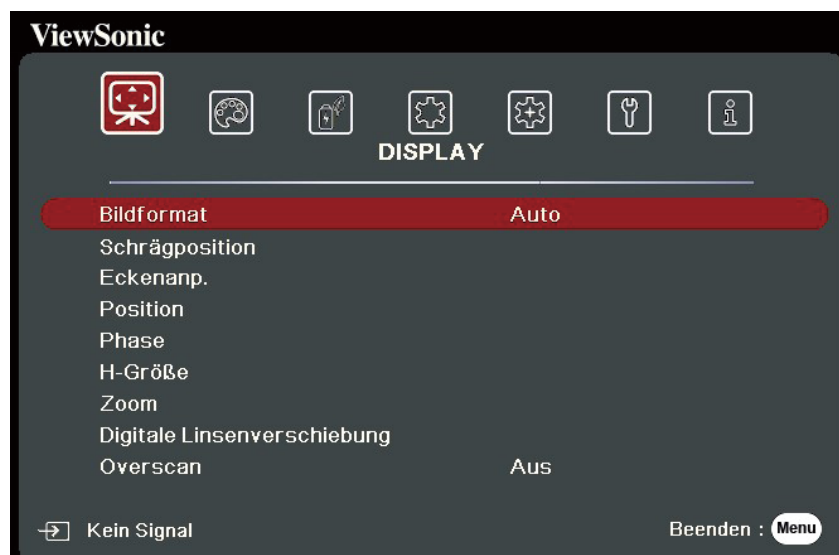 ViewSonic
DISPLAY
Bildformat Auto
Schrägposition
Eckenanp.
Position
Phase
H-Größe
Zoom
Digitale Linsenverschiebung
Overscan Aus
Kein Signal Beenden : Menu